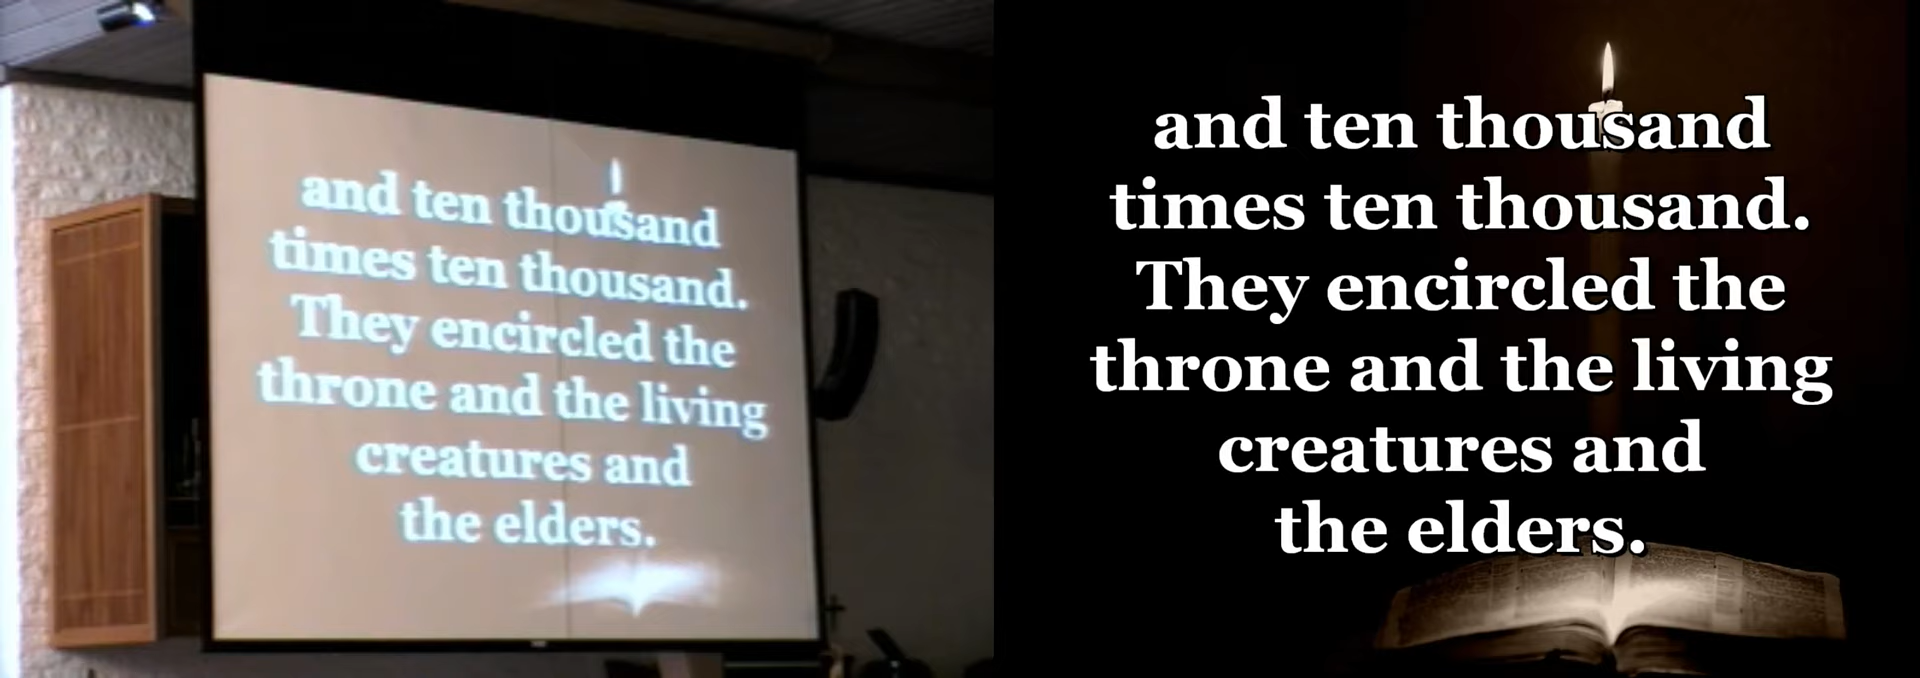 and ten thousand
times ten thousand.
They encircled the
throne and the living
creatures and
the elders.
and ten thousand
times ten thousand.
They encircled the
throne and the living
creatures and
the elders.